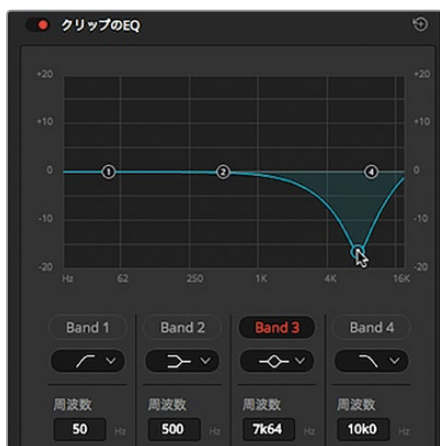 クリップのEQ
+20 +20
+10 +10
0 1 2 4 0
-10 -10
-20 -20
Hz 62 250 1K 4K 16K
Band 1 Band 2 Band 3 Band 4
周波数 周波数 周波数 周波数
50 Hz 500 Hz 7k64 Hz 10k0 Hz